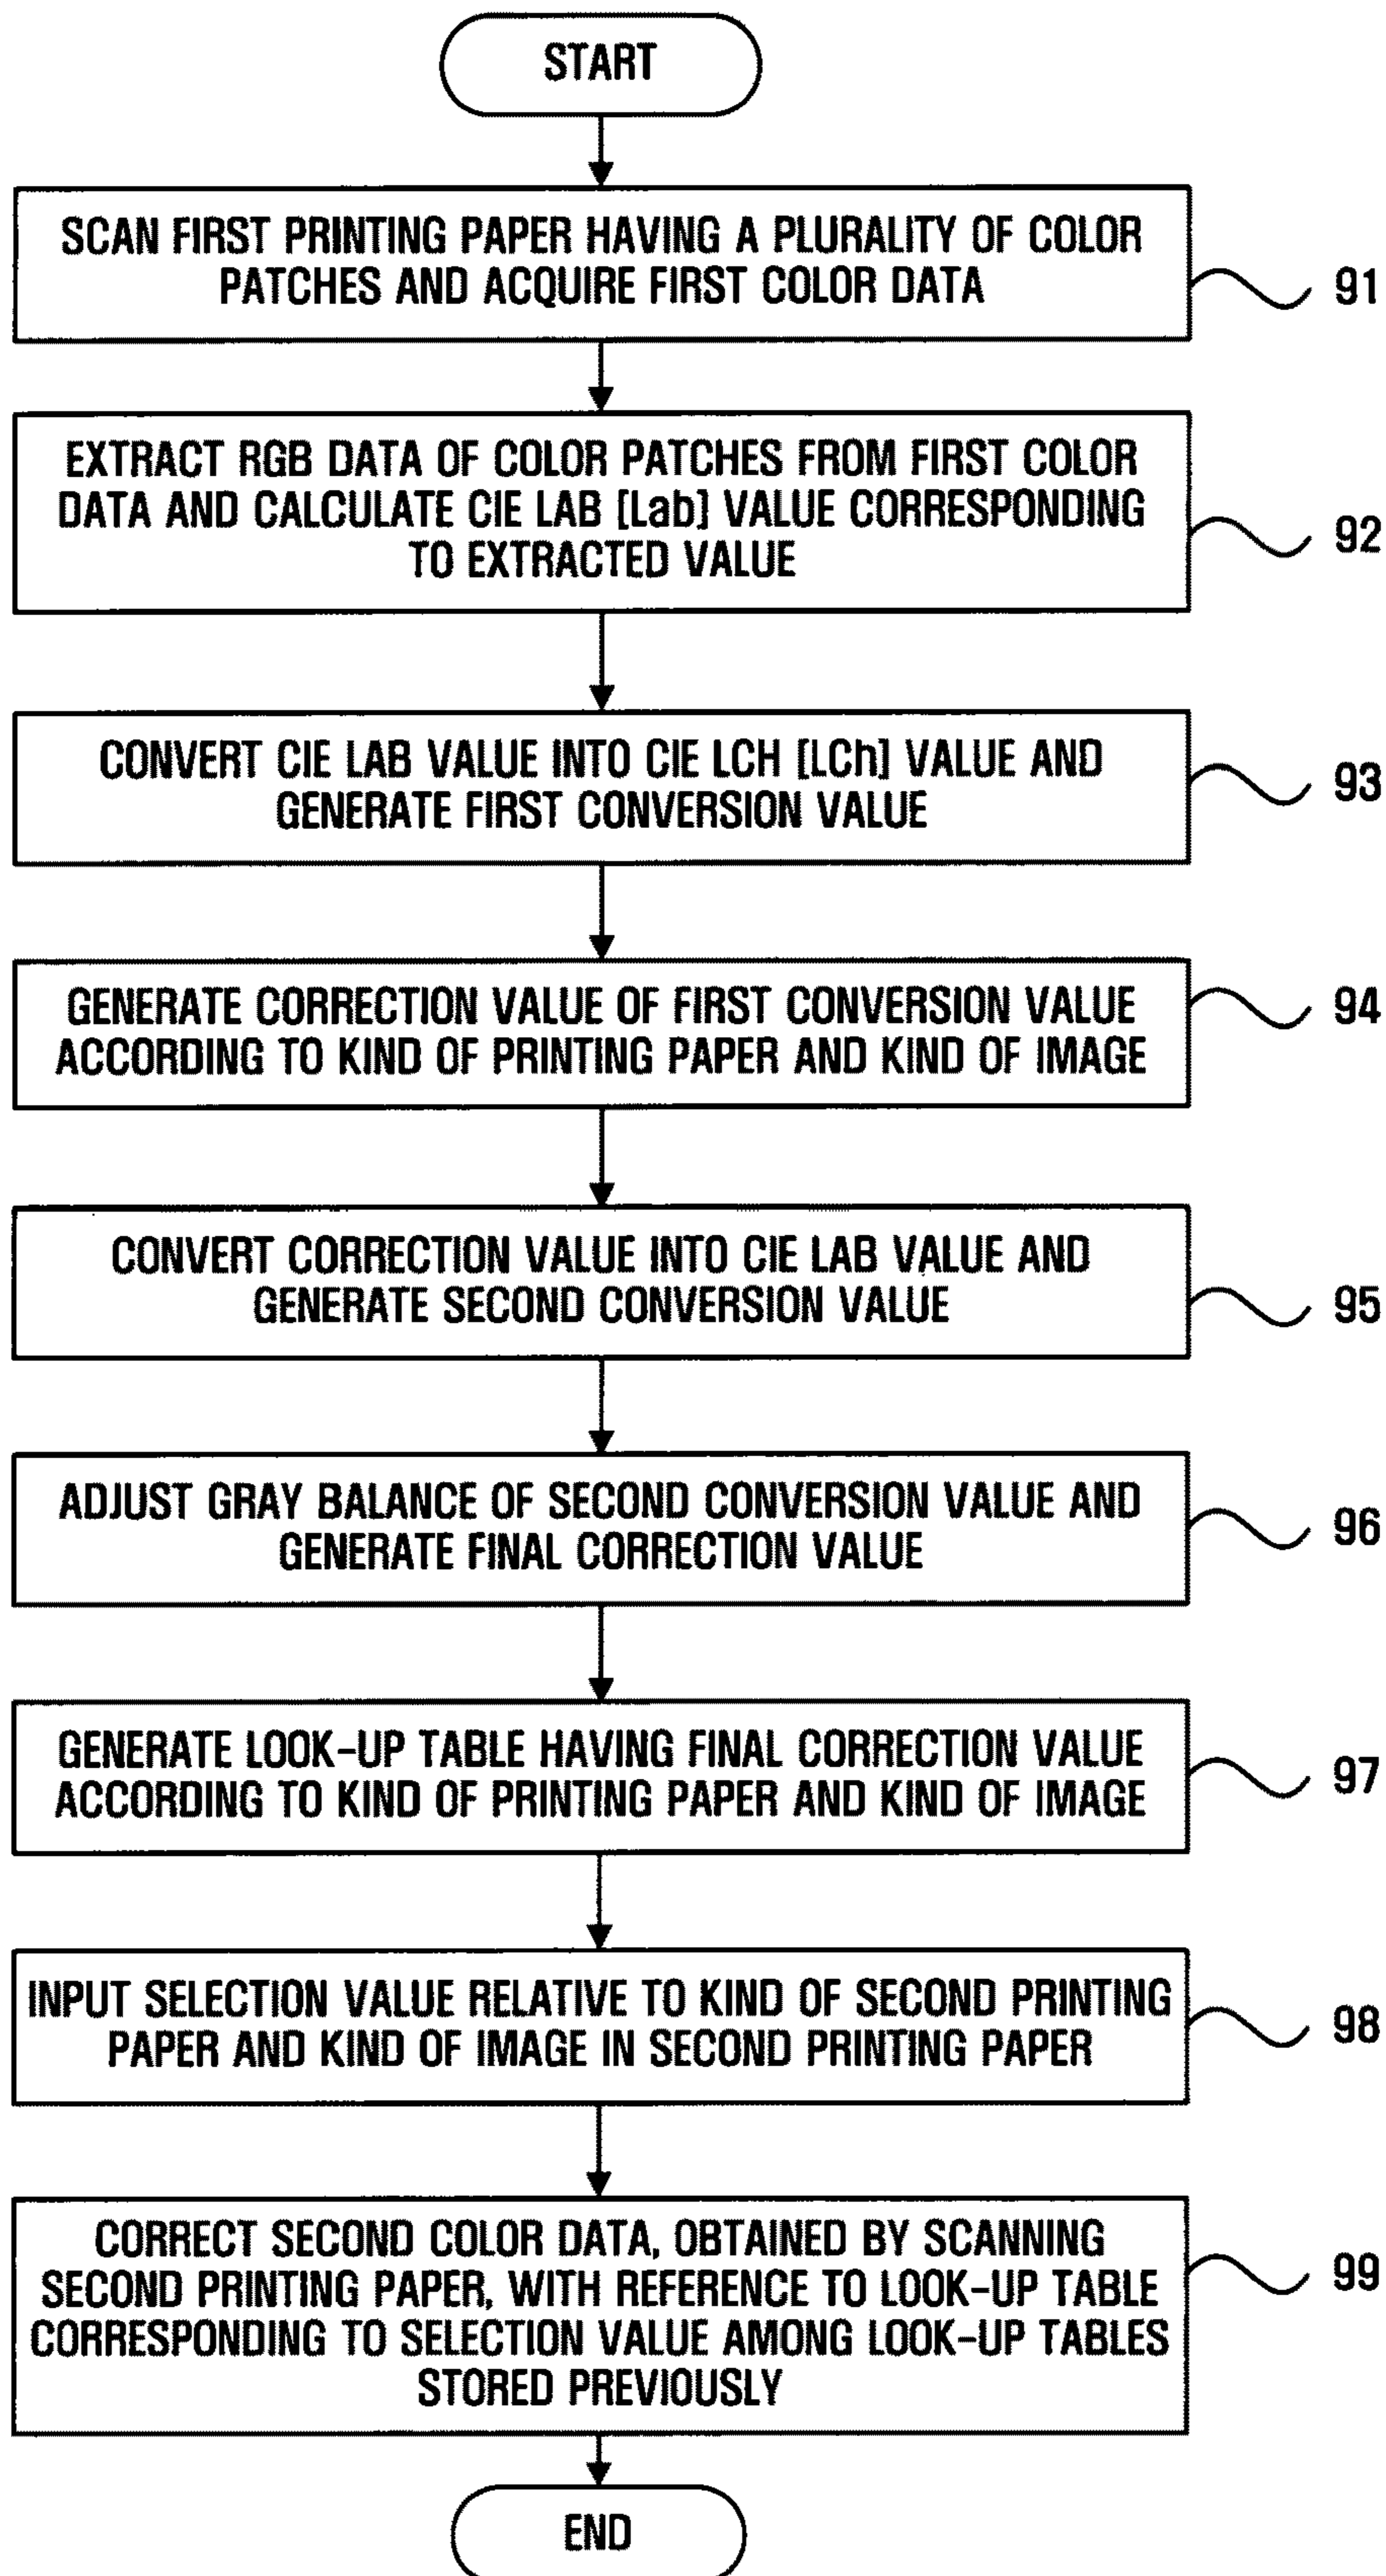 START
SCAN FIRST PRINTING PAPER HAVING A PLURALITY OF COLOR
PATCHES AND ACQUIRE FIRST COLOR DATA
91
EXTRACT RGB DATA OF COLOR PATCHES FROM FIRST COLOR
DATA AND CALCULATE CIE LAB [Lab] VALUE CORRESPONDING
TO EXTRACTED VALUE
92
CONVERT CIE LAB VALUE INTO CIE LCH [LCh] VALUE AND
GENERATE FIRST CONVERSION VALUE
93
GENERATE CORRECTION VALUE OF FIRST CONVERSION VALUE
ACCORDING TO KIND OF PRINTING PAPER AND KIND OF IMAGE
94
CONVERT CORRECTION VALUE INTO CIE LAB VALUE AND
GENERATE SECOND CONVERSION VALUE
95
ADJUST GRAY BALANCE OF SECOND CONVERSION VALUE AND
GENERATE FINAL CORRECTION VALUE
96
GENERATE LOOK-UP TABLE HAVING FINAL CORRECTION VALUE
ACCORDING TO KIND OF PRINTING PAPER AND KIND OF IMAGE
97
INPUT SELECTION VALUE RELATIVE TO KIND OF SECOND PRINTING
PAPER AND KIND OF IMAGE IN SECOND PRINTING PAPER
98
CORRECT SECOND COLOR DATA, OBTAINED BY SCANNING
SECOND PRINTING PAPER, WITH REFERENCE TO LOOK-UP TABLE
CORRESPONDING TO SELECTION VALUE AMONG LOOK-UP TABLES
STORED PREVIOUSLY
99
END